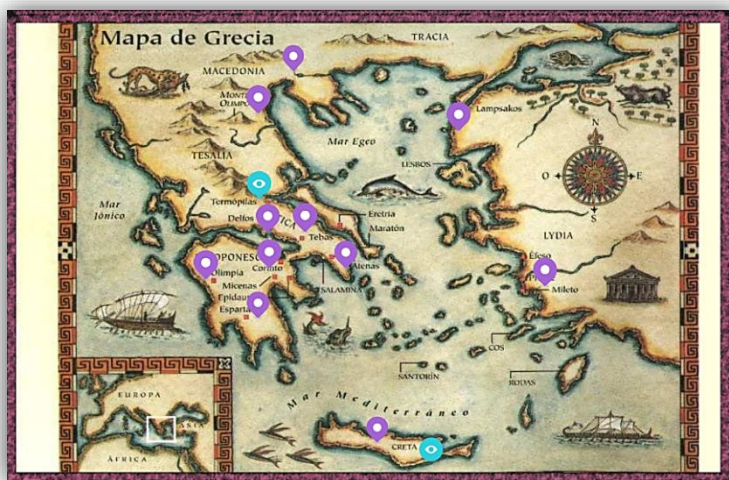 Mapa de Grecia
TRACIA
MACEDONIA
MONTE
OLIMPO
Lampsakos
Mar Egeo
TESALIA
N
O
E
S
LESBOS
Mar
Jónico
Termópilas
Delfos
Eretria
Maratón
Tebas
LYDIA
Corinto
Atenas
Éfeso
Olimpia
Micenas
SALAMINA
Mileto
Esparta
COS
SANTORÍN
RODAS
EUROPA
ASIA
ÁFRICA
Mar Mediterráneo
CRETA